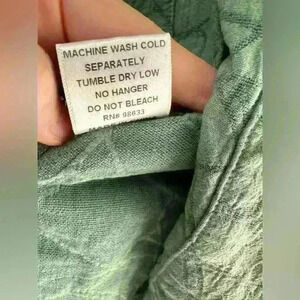 MACHINE WASH COLD
SEPARATELY
TUMBLE DRY LOW
NO HANGER
DO NOT BLEACH
RN# 98633